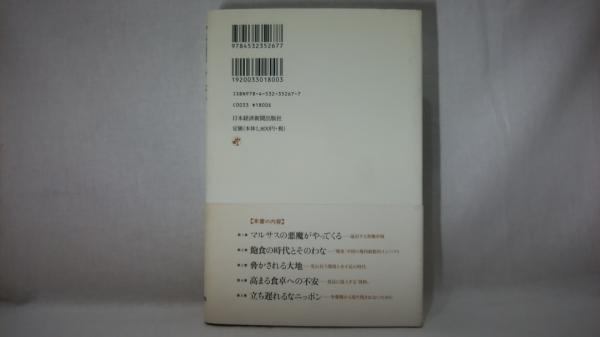 9784532352677
1920033018003
ISBN978-4-532-35267-7
C0033 ¥1800E
日本経済新聞出版社
定価(本体1,800円+税)
【本書の内容】
第1章 マルサスの悪魔がやってくる
第2章 飽食の時代とそのわな
第3章 脅かされる大地
第4章 高まる食卓への不安
第5章 立ち遅れるなニッポン